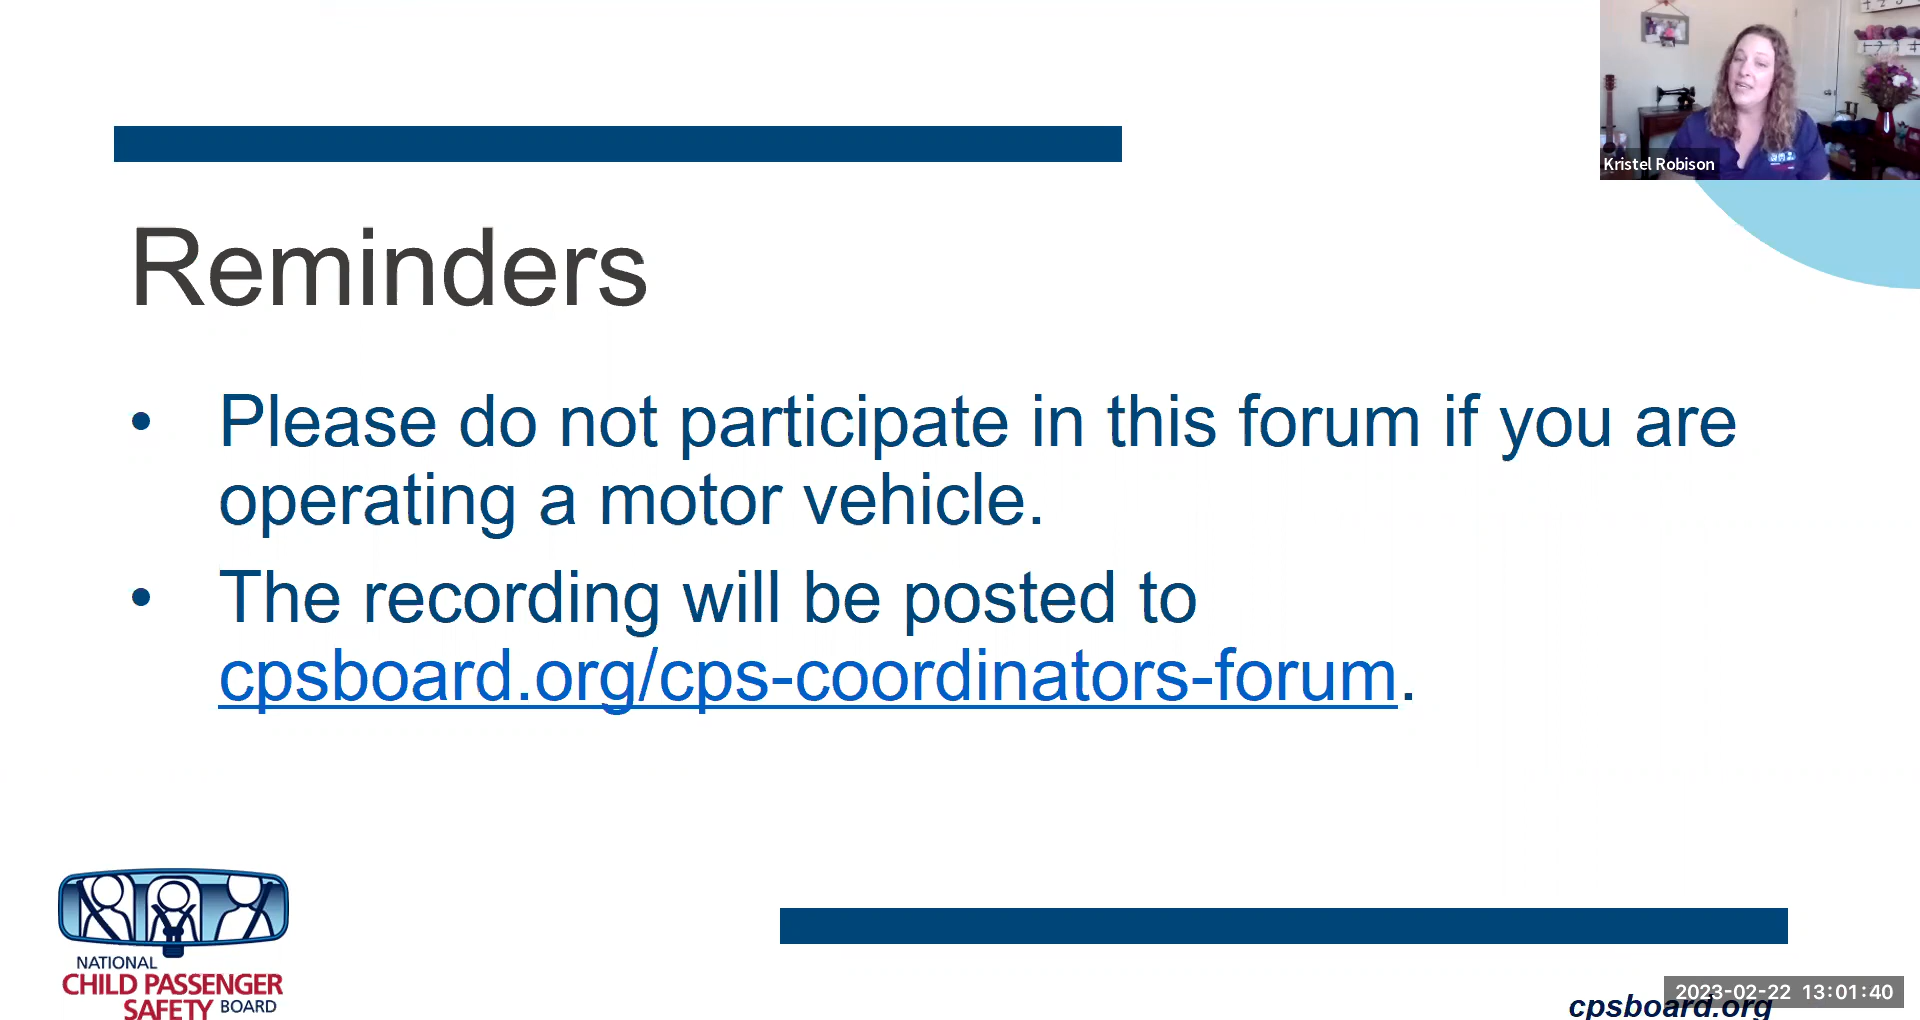 Kristel Robison
Reminders
• Please do not participate in this forum if you are
operating a motor vehicle.
• The recording will be posted to
cpsboard.org/cps-coordinators-forum.
NATIONAL
CHILD PASSENGER
SAFETY BOARD
2023-02-22 13:01:40
cpsboard.org